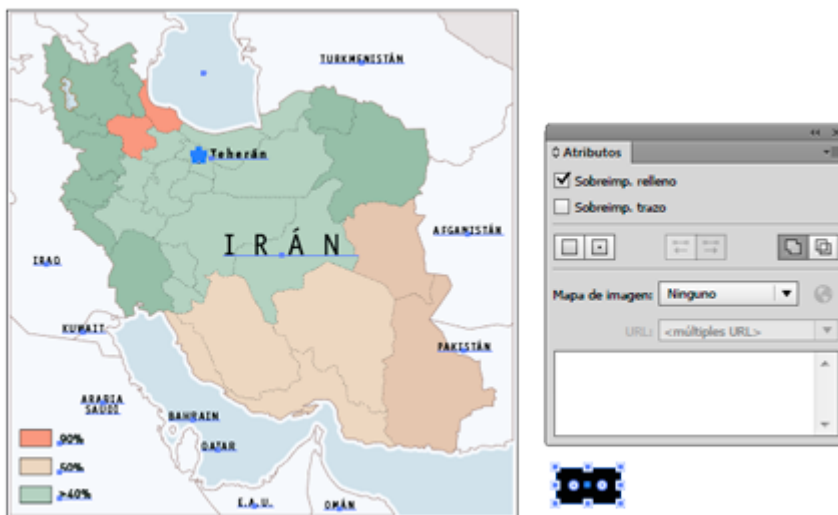 TURKMENISTÁN
Teherán
IRÁN
AFGANISTÁN
IRAQ
KUWAIT
PAKISTÁN
ARABIA
SAUDÍ
BAHRAIN
QATAR
E.A.U.
OMÁN
90%
50%
>40%
Atributos
Sobreimp. relleno
Sobreimp. trazo
Mapa de imagen: Ninguno
URL: <múltiples URL>